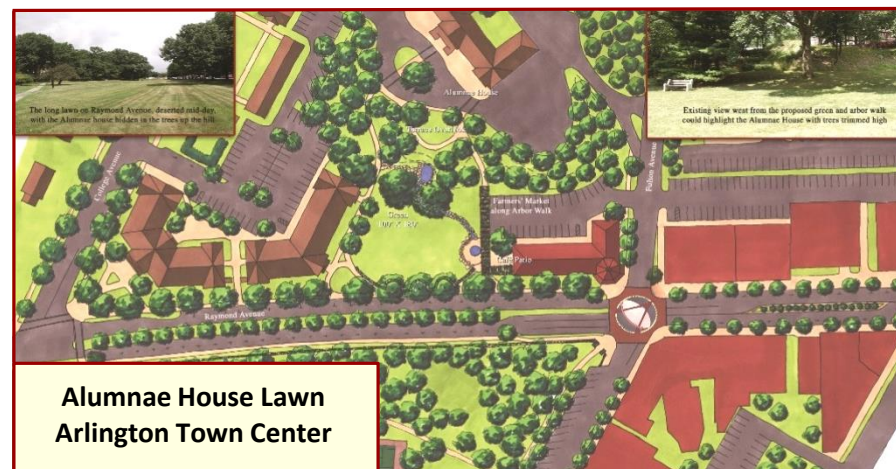 The long lawn on Raymond Avenue, deserted mid-day,
with the Alumnae house hidden in the trees up the hill
Existing view west from the proposed green and arbor walk
could highlight the Alumnae House with trees trimmed high
Alumnae House
College Avenue
Fulton Avenue
Farmers' Market
along Arbor Walk
Green
Patio
Raymond Avenue
Alumnae House Lawn
Arlington Town Center